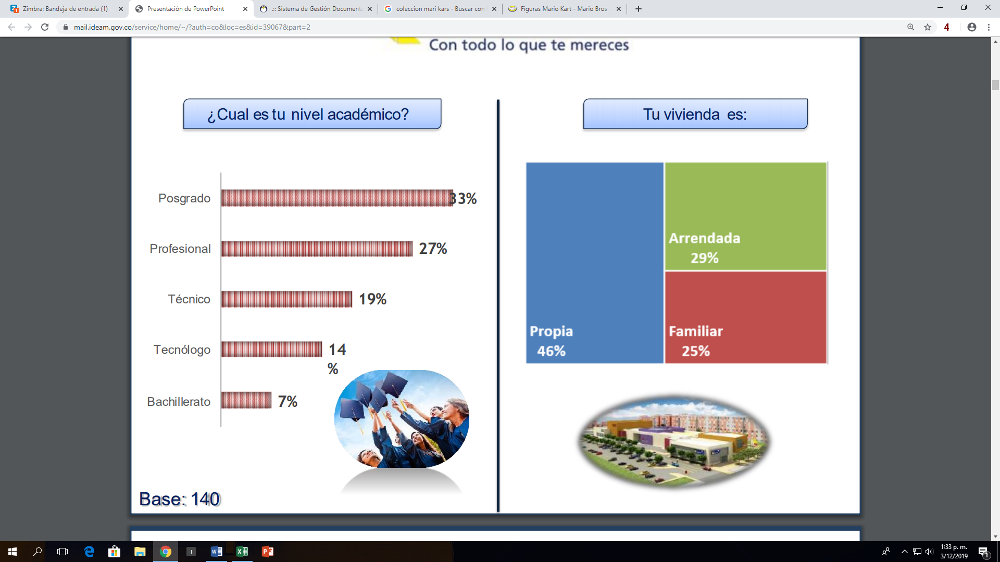 Zimbra: Bandeja de entrada (1)
Presentación de PowerPoint
.:: Sistema de Gestión Documenta
coleccion mari kars - Buscar con
Figuras Mario Kart - Mario Bros -
mail.ideam.gov.co/service/home/~/?auth=co&loc=es&id=39067&part=2
4
Con todo lo que te mereces
¿Cual es tu nivel académico?
Posgrado 33%
Profesional 27%
Técnico 19%
Tecnólogo 14
%
Bachillerato 7%
Base: 140
Tu vivienda es:
Arrendada
29%
Propia
46%
Familiar
25%
1:33 p. m.
3/12/2019
1